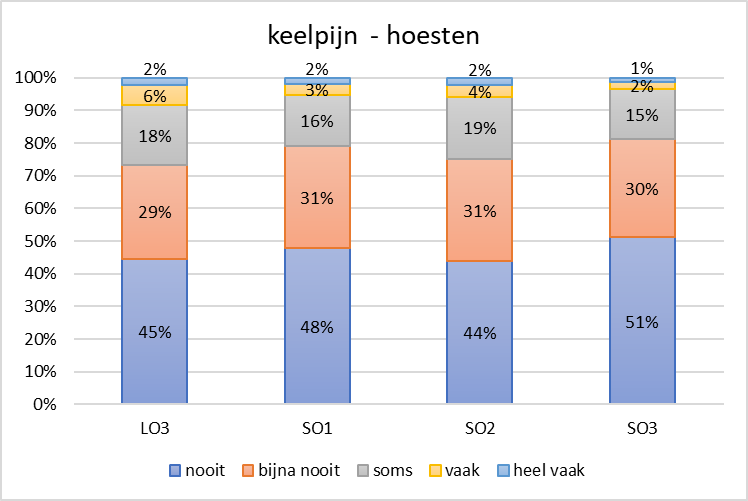 keelpijn - hoesten
2% 2% 2% 1%
100%
6% 3% 4% 2%
90%
18% 16% 19% 15%
80%
70%
29% 31% 31% 30%
60%
50%
40%
30%
45% 48% 44% 51%
20%
10%
0%
LO3 SO1 SO2 SO3
nooit bijna nooit soms vaak heel vaak